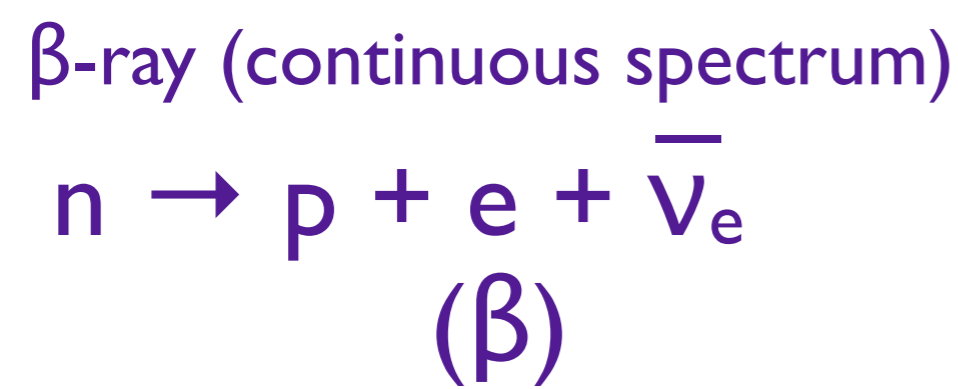 β-ray (continuous spectrum)
n → p + e + ν̅ₑ
(β)